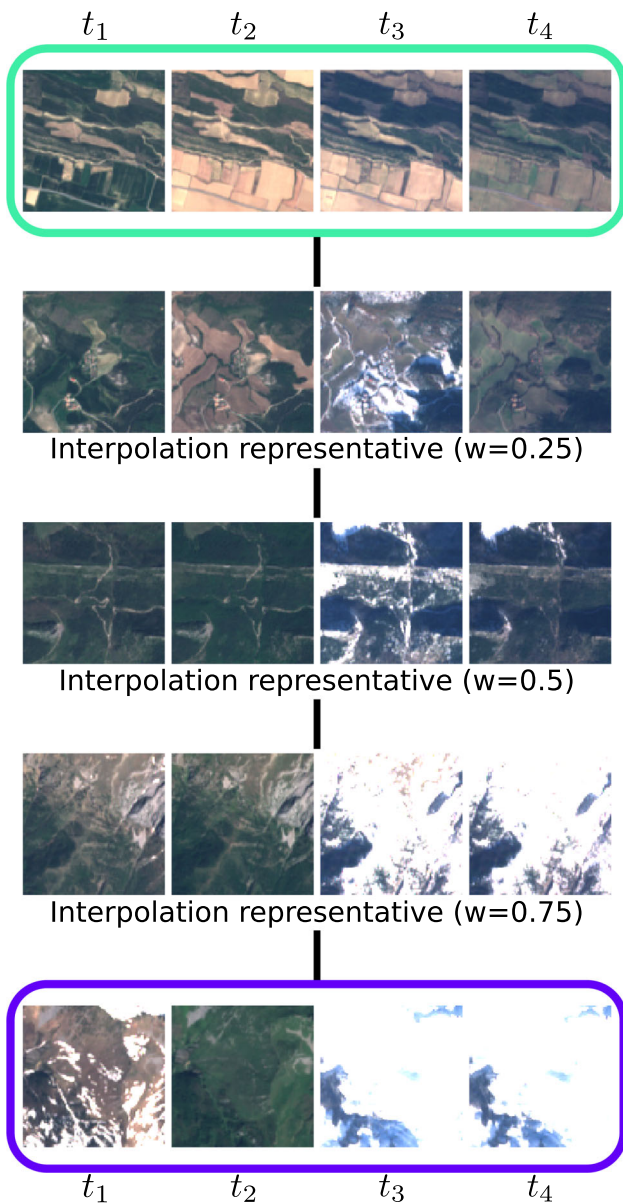 t1 t2 t3 t4
Interpolation representative (w=0.25)
Interpolation representative (w=0.5)
Interpolation representative (w=0.75)
t1 t2 t3 t4